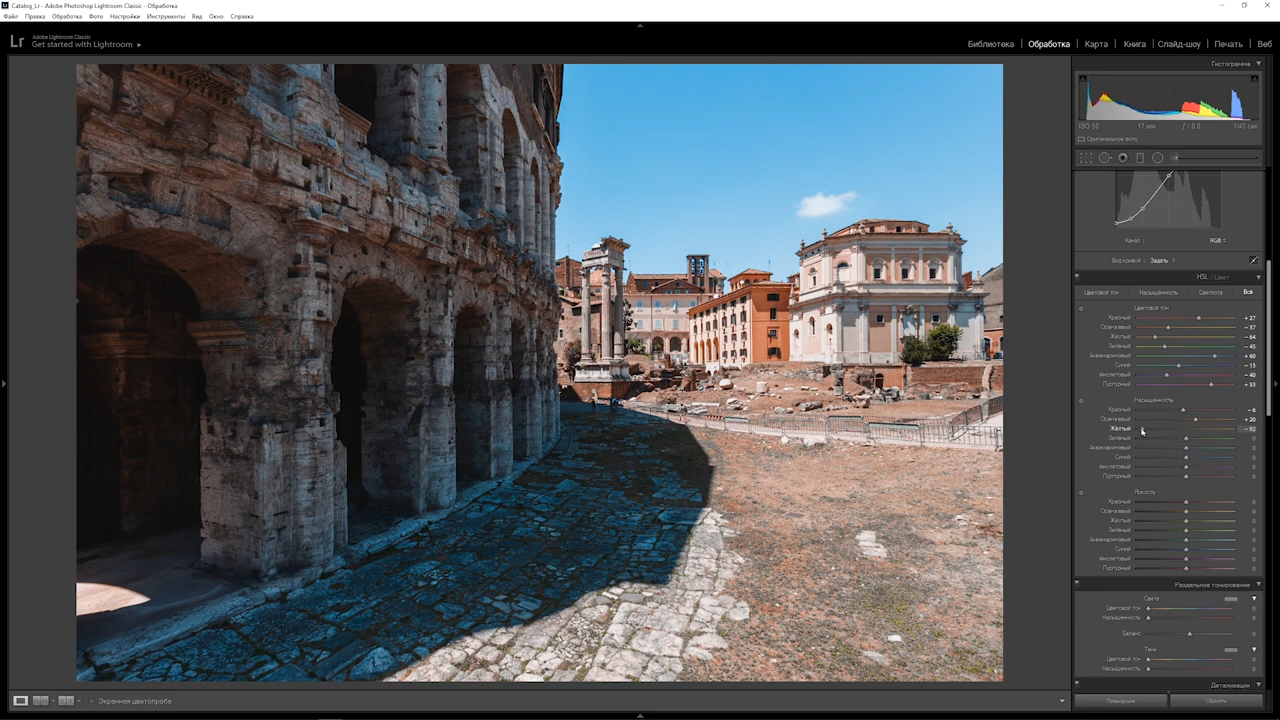 Catalog_Lr - Adobe Photoshop Lightroom Classic - Обработка
Файл Правка Обработка Фото Настройки Инструменты Вид Окно Справка
Lr Adobe Lightroom Classic
Get started with Lightroom
Библиотека | Обработка | Карта | Книга | Слайд-шоу | Печать | Веб
Гистограмма
ISO 50 17 мм ƒ / 8,0 1/40 сек
Оригинальное фото
Канал : RGB
Вид кривой : Задать
HSL / Цвет
Цветовой тон Насыщенность Светлота Всё
Цветовой тон
Красный + 27
Оранжевый - 37
Жёлтый - 64
Зелёный - 45
Аквамариновый + 60
Синий - 15
Фиолетовый - 40
Пурпурный + 53
Насыщенность
Красный - 6
Оранжевый + 20
Жёлтый - 92
Зелёный 0
Аквамариновый 0
Синий 0
Фиолетовый 0
Пурпурный 0
Яркость
Красный 0
Оранжевый 0
Жёлтый 0
Зелёный 0
Аквамариновый 0
Синий 0
Фиолетовый 0
Пурпурный 0
Раздельное тонирование
Света
Цветовой тон 0
Насыщенность 0
Баланс 0
Тени
Цветовой тон 0
Насыщенность 0
Детализация
Предыдущие Сбросить
Экранная цветопроба